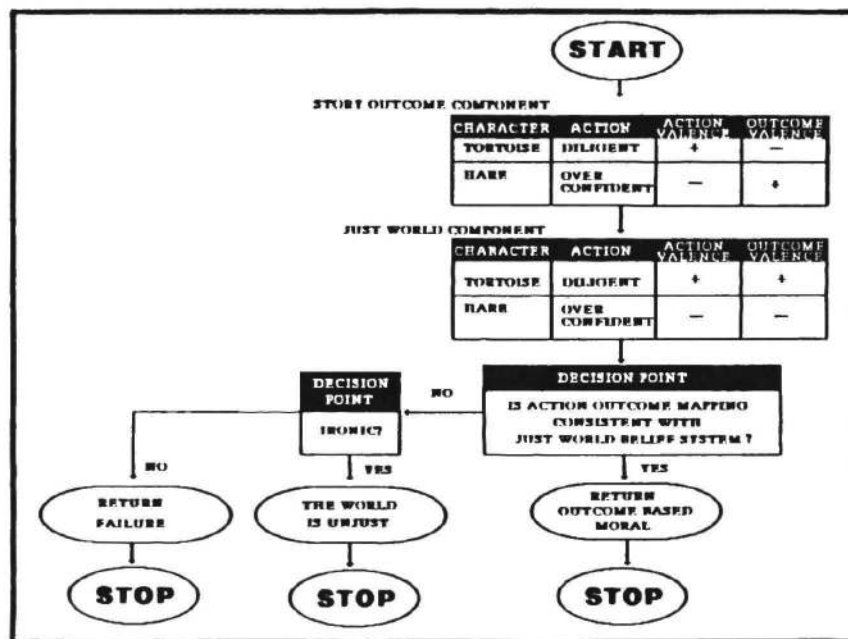 START
STORY OUTCOME COMPONENT
CHARACTER ACTION ACTION VALENCE OUTCOME VALENCE
TORTOISE DILIGENT + —
HARE OVER CONFIDENT — +
JUST WORLD COMPONENT
CHARACTER ACTION ACTION VALENCE OUTCOME VALENCE
TORTOISE DILIGENT + +
HARE OVER CONFIDENT — —
DECISION POINT
IS ACTION OUTCOME MAPPING
CONSISTENT WITH
JUST WORLD BELIEF SYSTEM?
NO
DECISION
POINT
IRONIC?
NO
YES
YES
RETURN
FAILURE
THE WORLD
IS UNJUST
RETURN
OUTCOME BASED
MORAL
STOP
STOP
STOP